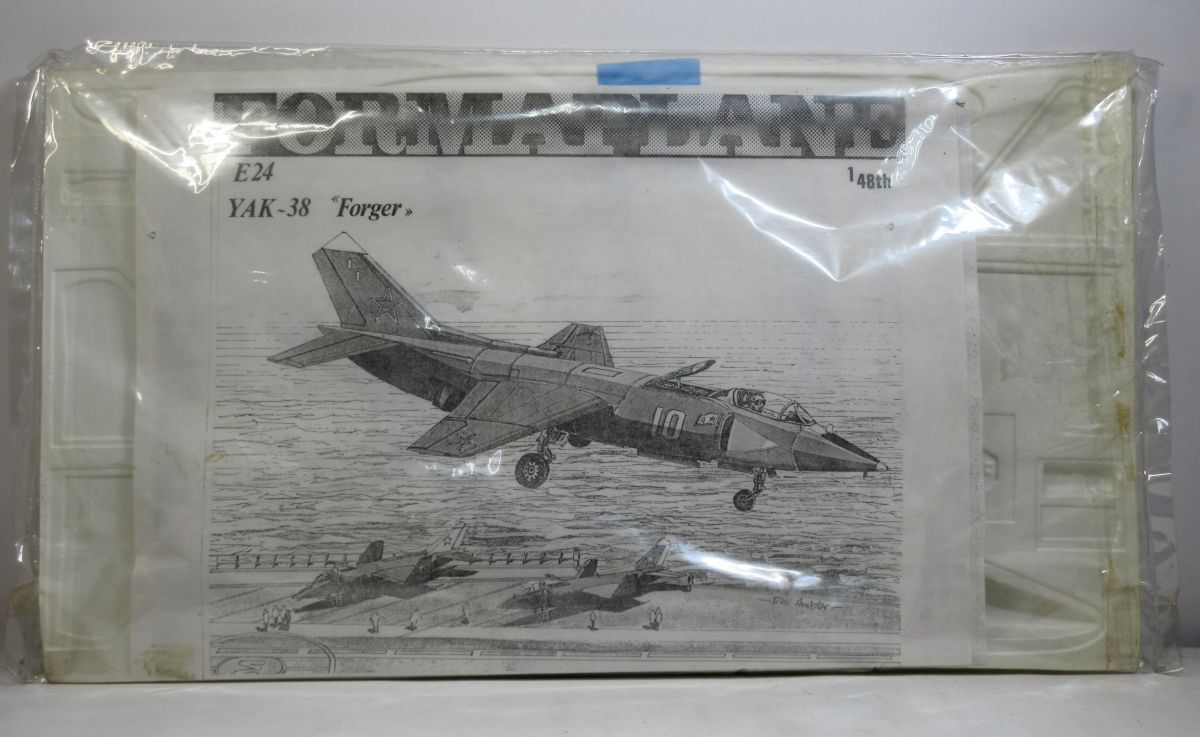 FORMAPLANE
E24
1/48th
YAK-38 “Forger»
10